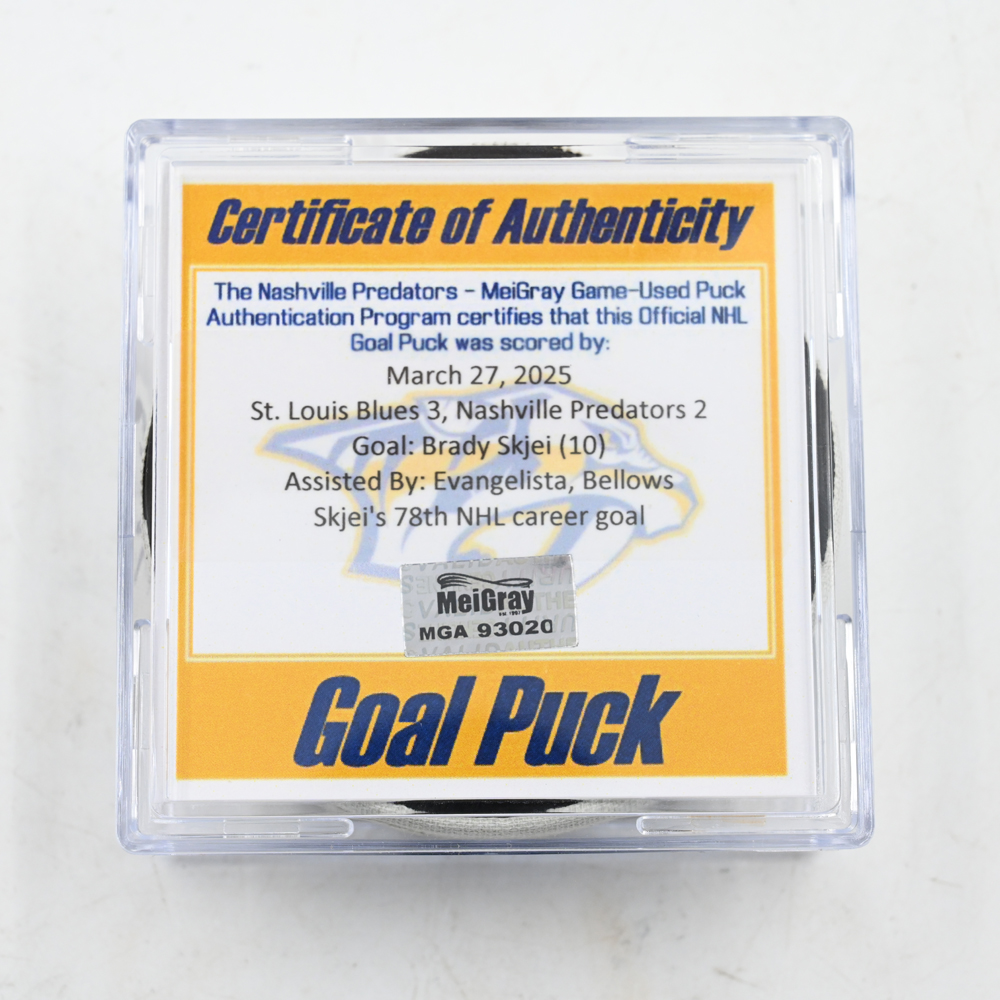 Certificate of Authenticity
The Nashville Predators - MeiGray Game-Used Puck
Authentication Program certifies that this Official NHL
Goal Puck was scored by:
March 27, 2025
St. Louis Blues 3, Nashville Predators 2
Goal: Brady Skjei (10)
Assisted By: Evangelista, Bellows
Skjei's 78th NHL career goal
MeiGray
MGA 93020
Goal Puck